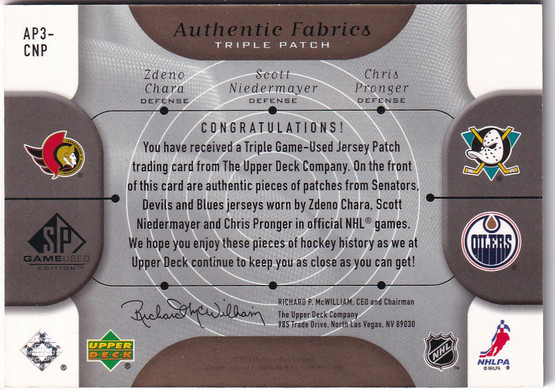 AP3-
CNP
Authentic Fabrics
TRIPLE PATCH
Zdeno
Chara
DEFENSE
Scott
Niedermayer
DEFENSE
Chris
Pronger
DEFENSE
CONGRATULATIONS!
You have received a Triple Game-Used Jersey Patch
trading card from The Upper Deck Company. On the front
of this card are authentic pieces of patches from Senators,
Devils and Blues jerseys worn by Zdeno Chara, Scott
Niedermayer and Chris Pronger in official NHL® games.
We hope you enjoy these pieces of hockey history as we at
Upper Deck continue to keep you as close as you can get!
SP
GAMEUSED
EDITION™
OILERS
Richard McWilliam
RICHARD P. McWILLIAM, CEO and Chairman
The Upper Deck Company
985 Trade Drive, North Las Vegas, NV 89030
®
UPPER
DECK
®
NHL
NHLPA
© NHLPA